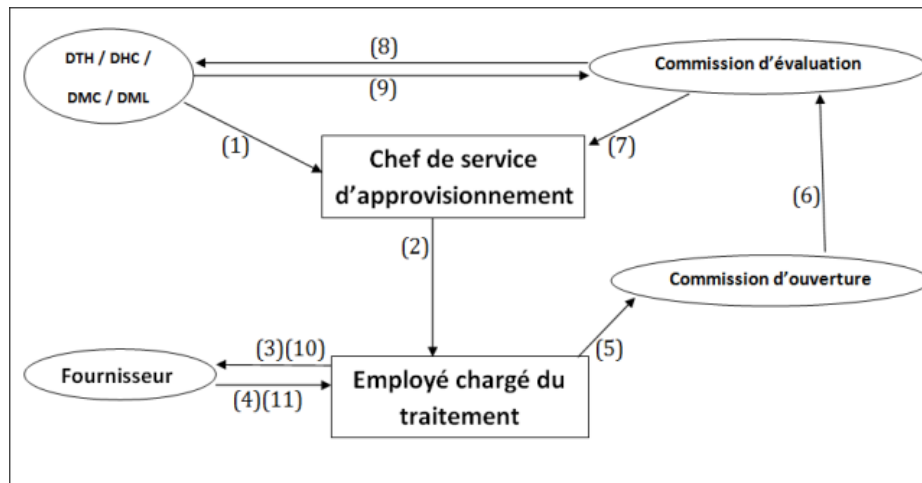 DTH / DHC /
DMC / DML
(8)
(9)
Commission d'évaluation
(1)
(7)
Chef de service
d'approvisionnement
(6)
(2)
Commission d'ouverture
(3)(10)
(5)
Fournisseur
(4)(11)
Employé chargé du
traitement